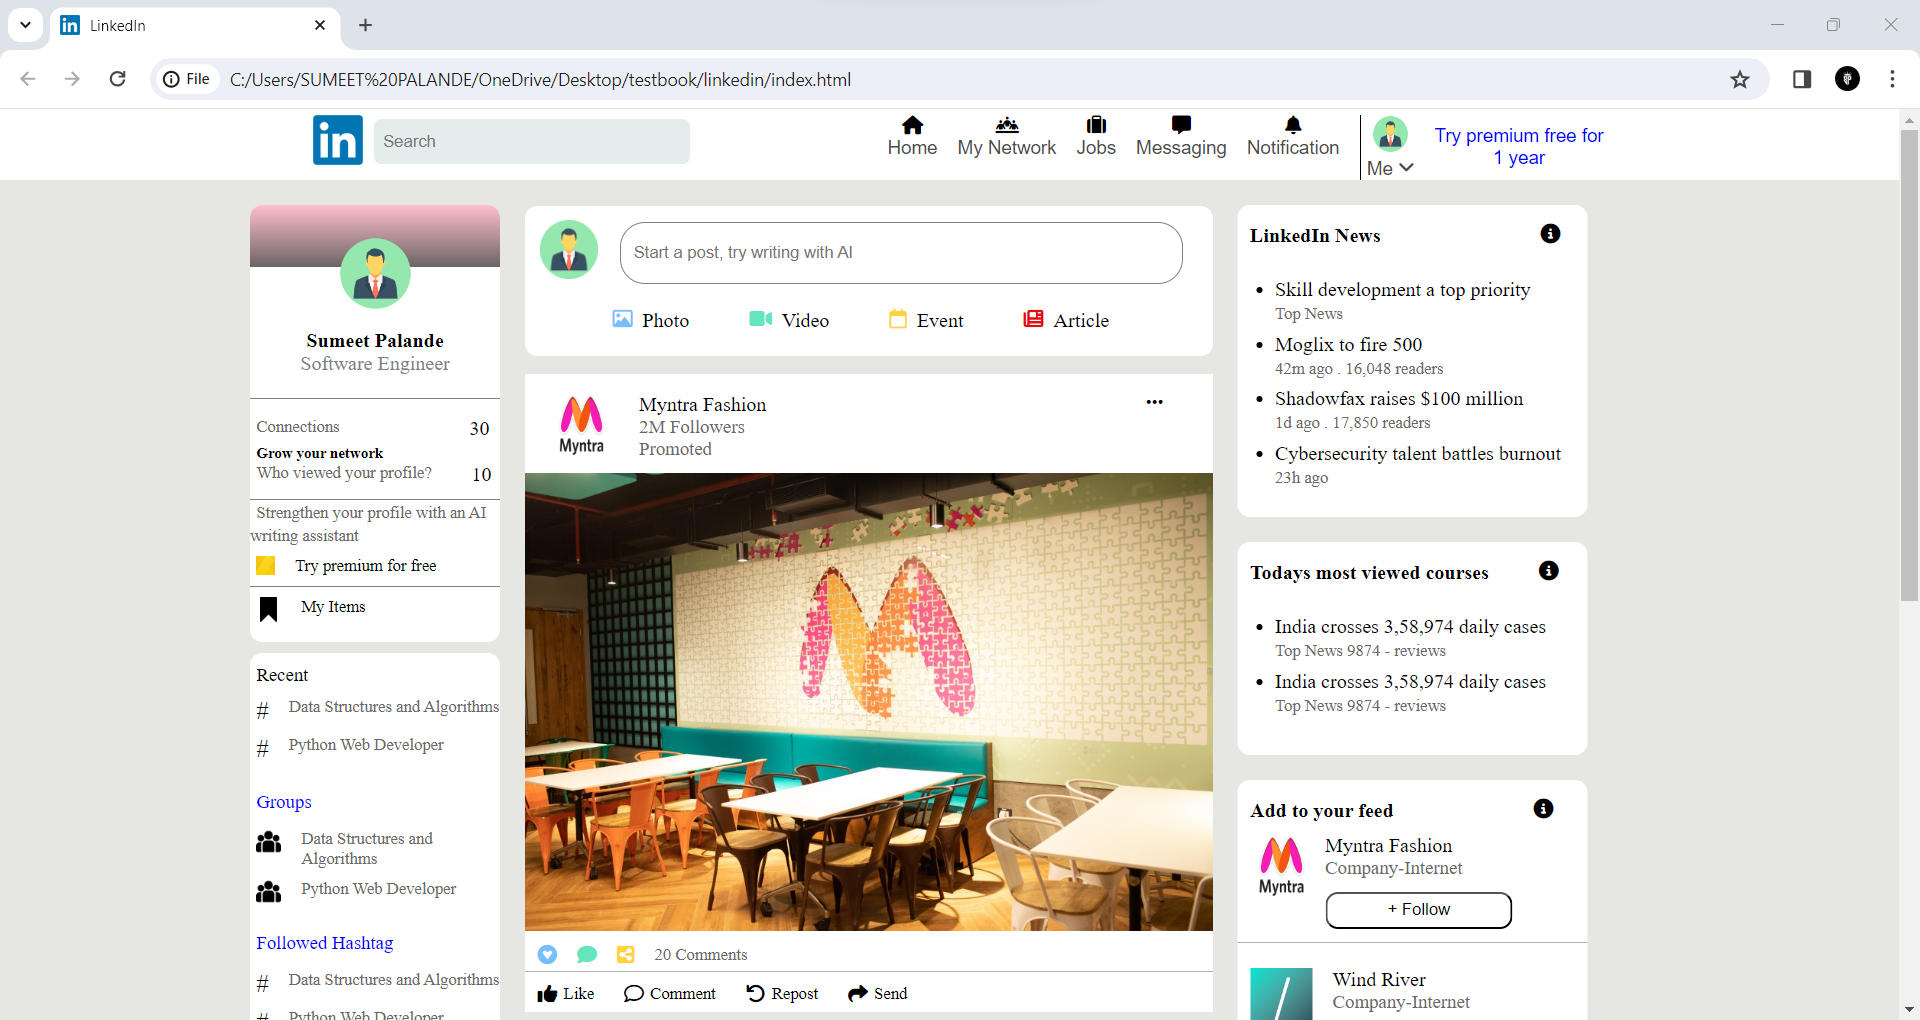 LinkedIn
File
C:/Users/SUMEET%20PALANDE/OneDrive/Desktop/testbook/linkedin/index.html
in
Search
Home
My Network
Jobs
Messaging
Notification
Me
Try premium free for
1 year
Sumeet Palande
Software Engineer
Connections 30
Grow your network
Who viewed your profile? 10
Strengthen your profile with an AI
writing assistant
Try premium for free
My Items
Recent
# Data Structures and Algorithms
# Python Web Developer
Groups
Data Structures and
Algorithms
Python Web Developer
Followed Hashtag
# Data Structures and Algorithms
# Python Web Developer
Start a post, try writing with AI
Photo
Video
Event
Article
Myntra
Myntra Fashion
2M Followers
Promoted
20 Comments
Like
Comment
Repost
Send
LinkedIn News
• Skill development a top priority
Top News
• Moglix to fire 500
42m ago . 16,048 readers
• Shadowfax raises $100 million
1d ago . 17,850 readers
• Cybersecurity talent battles burnout
23h ago
Todays most viewed courses
• India crosses 3,58,974 daily cases
Top News 9874 - reviews
• India crosses 3,58,974 daily cases
Top News 9874 - reviews
Add to your feed
Myntra
Myntra Fashion
Company-Internet
+ Follow
Wind River
Company-Internet